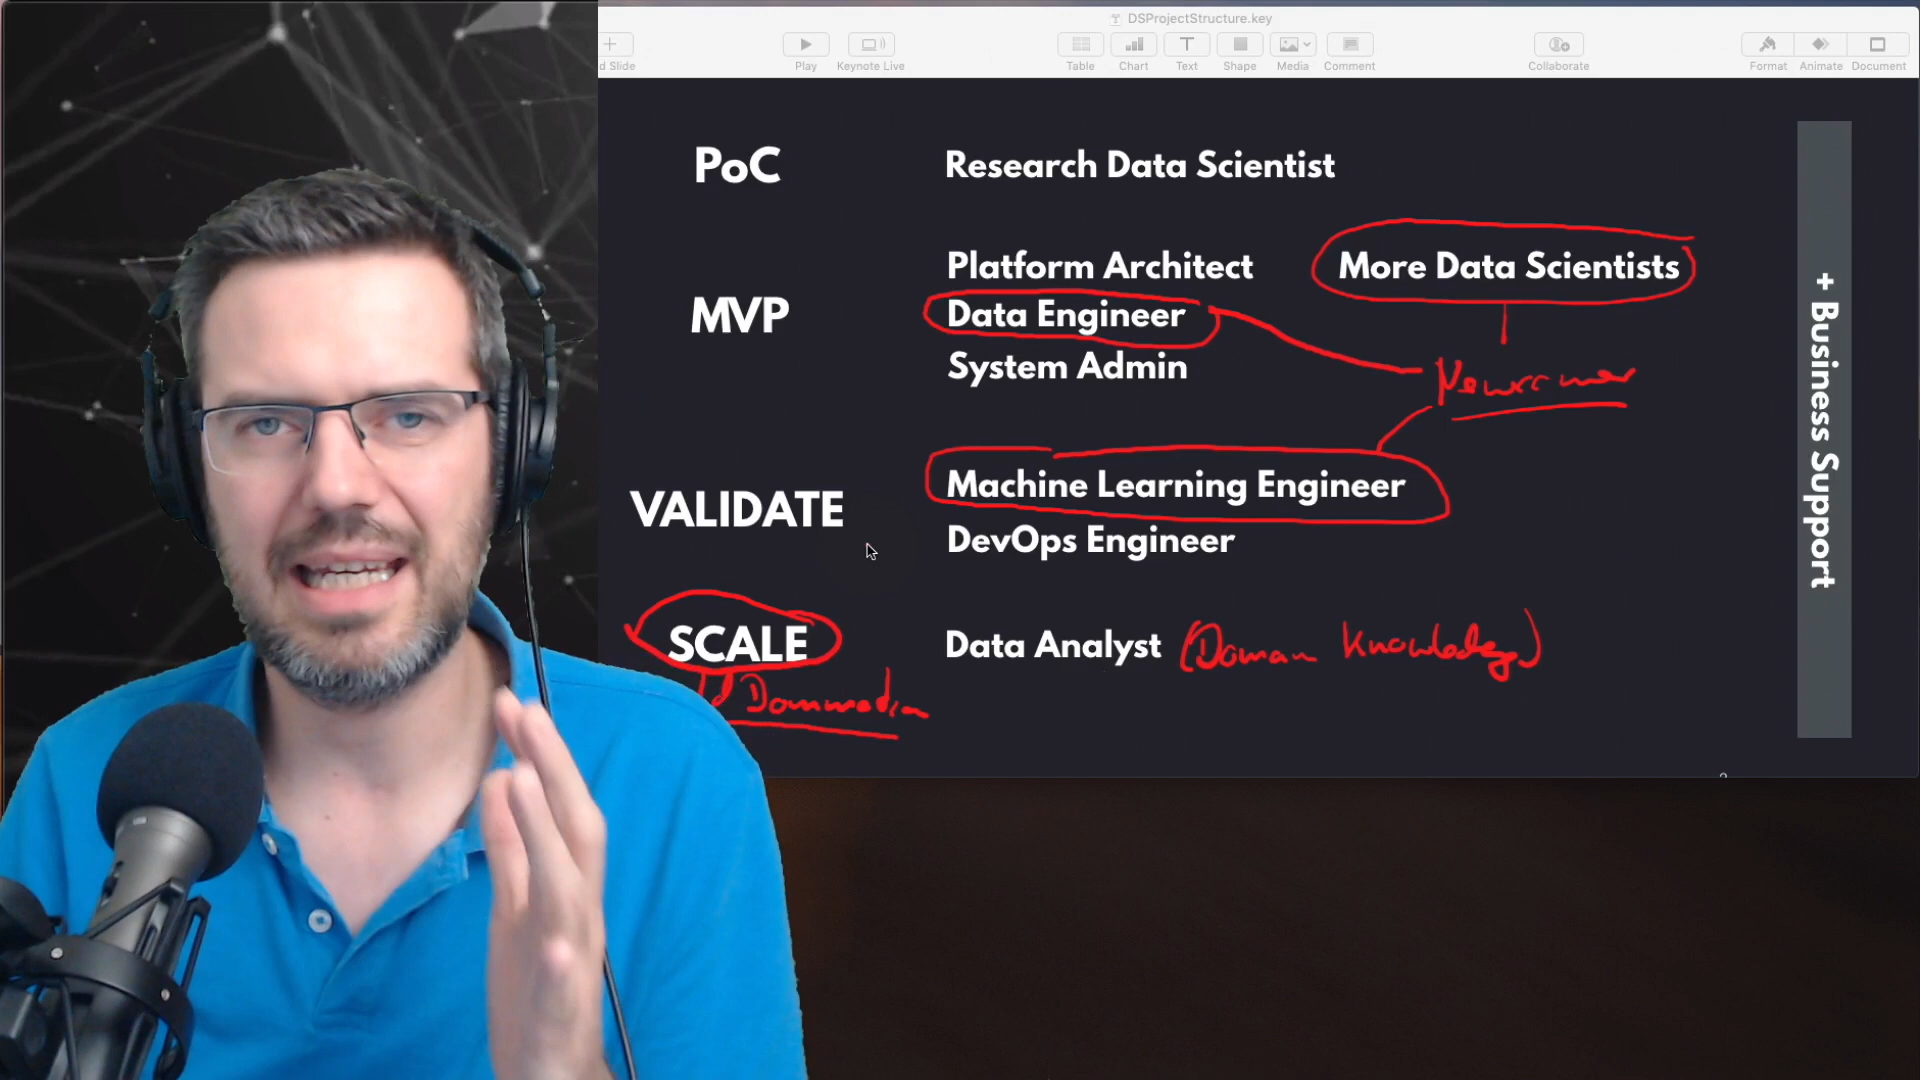 DSProjectStructure.key
d Slide
Play
Keynote Live
Table
Chart
Text
Shape
Media
Comment
Collaborate
Format
Animate
Document
PoC
Research Data Scientist
Platform Architect
More Data Scientists
MVP
Data Engineer
System Admin
VALIDATE
Machine Learning Engineer
DevOps Engineer
SCALE
Data Analyst (Doman Knowledge)
+ Business Support